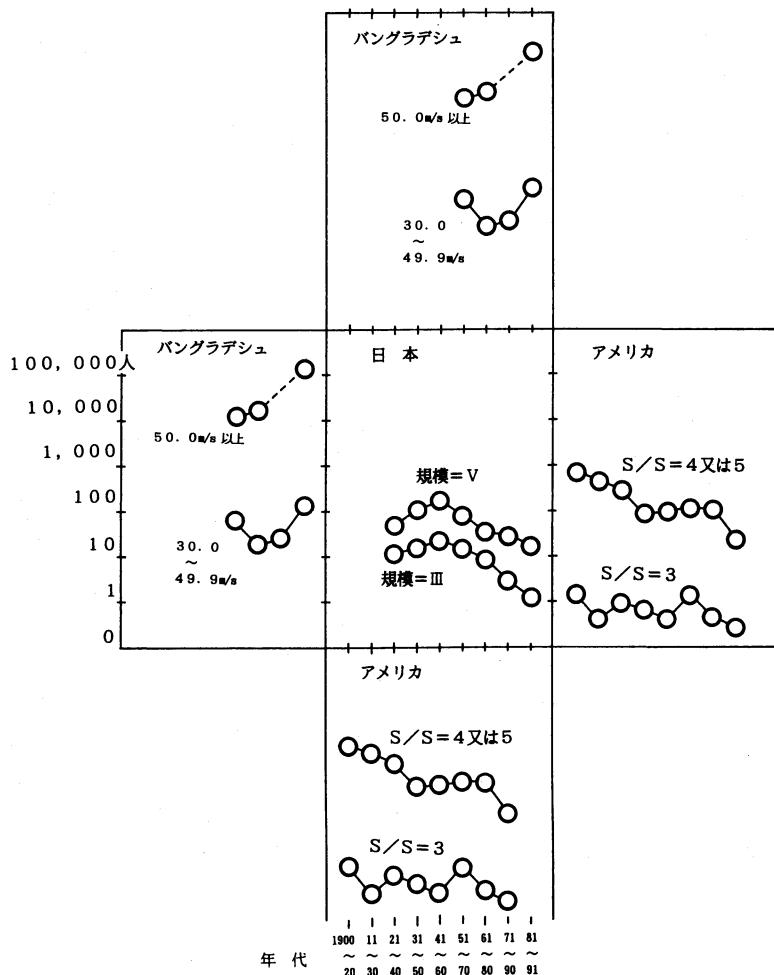 バングラデシュ
50.0m/s 以上
30.0
~
49.9m/s
バングラデシュ
日 本
アメリカ
100,000人
10,000
1,000
100
10
1
0
50.0m/s 以上
30.0
~
49.9m/s
規模=V
規模=Ⅲ
S/S=4又は5
S/S=3
アメリカ
S/S=4又は5
S/S=3
年 代
1900 11 21 31 41 51 61 71 81
~ ~ ~ ~ ~ ~ ~ ~ ~
20 30 40 50 60 70 80 90 91